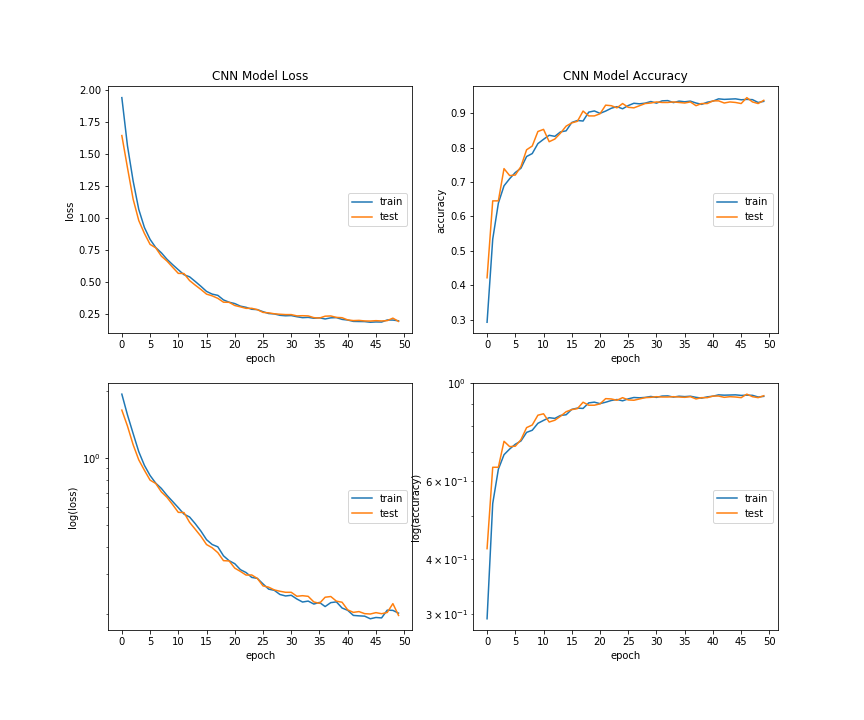 CNN Model Loss
2.00
1.75
1.50
1.25
1.00
0.75
0.50
0.25
loss
train
test
0 5 10 15 20 25 30 35 40 45 50
epoch
CNN Model Accuracy
0.9
0.8
0.7
0.6
0.5
0.4
0.3
accuracy
train
test
0 5 10 15 20 25 30 35 40 45 50
epoch
10⁰
log(loss)
train
test
0 5 10 15 20 25 30 35 40 45 50
epoch
10⁰
6 × 10⁻¹
4 × 10⁻¹
3 × 10⁻¹
log(accuracy)
train
test
0 5 10 15 20 25 30 35 40 45 50
epoch